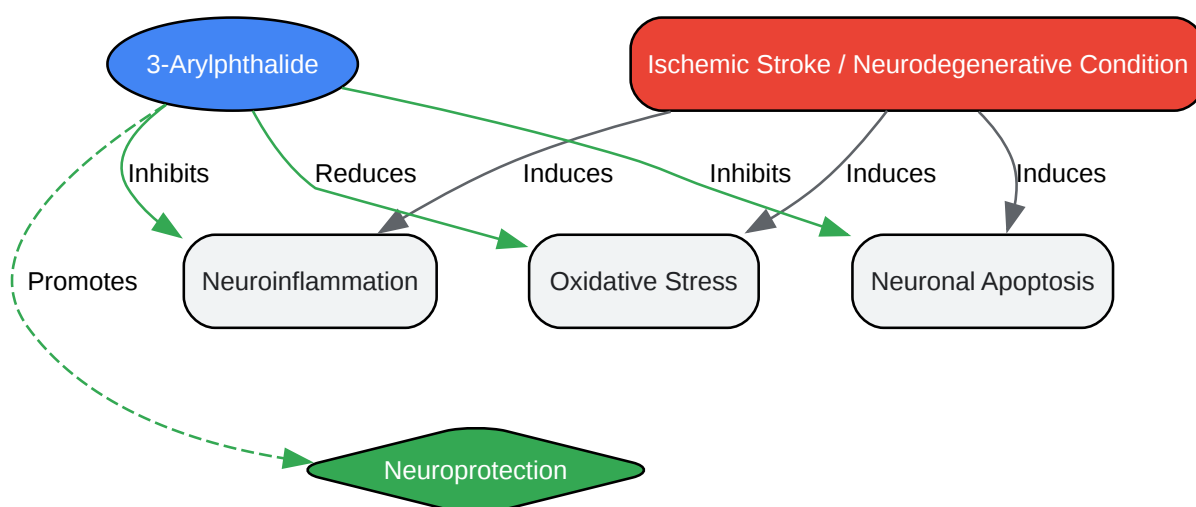 3-Arylphthalide
Ischemic Stroke / Neurodegenerative Condition
Inhibits
Reduces
Induces
Inhibits
Induces
Induces
Promotes
Neuroinflammation
Oxidative Stress
Neuronal Apoptosis
Neuroprotection